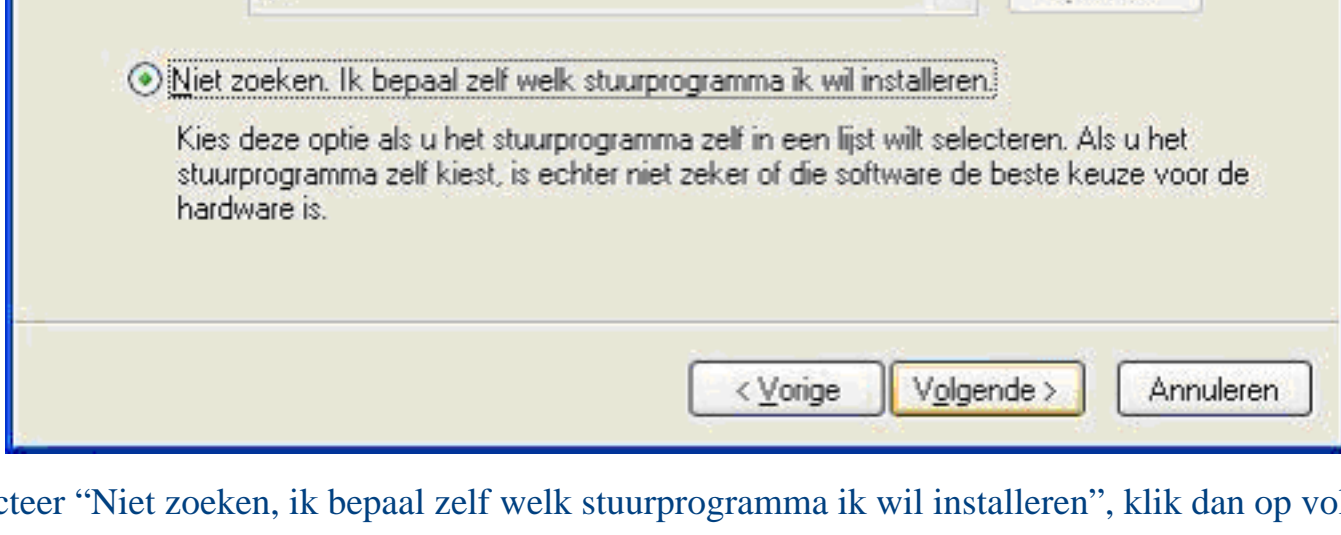 Niet zoeken. Ik bepaal zelf welk stuurprogramma ik wil installeren.
Kies deze optie als u het stuurprogramma zelf in een lijst wilt selecteren. Als u het
stuurprogramma zelf kiest, is echter niet zeker of die software de beste keuze voor de
hardware is.
< Vorige Volgende > Annuleren
cteer “Niet zoeken, ik bepaal zelf welk stuurprogramma ik wil installeren”, klik dan op vol